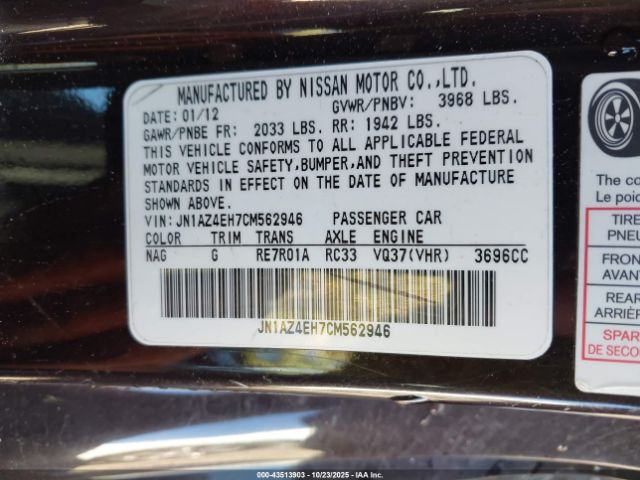 MANUFACTURED BY NISSAN MOTOR CO.,LTD.
DATE: 01/12 GVWR/PNBV: 3968 LBS.
GAWR/PNBE FR: 2033 LBS. RR: 1942 LBS.
THIS VEHICLE CONFORMS TO ALL APPLICABLE FEDERAL
MOTOR VEHICLE SAFETY,BUMPER,AND THEFT PREVENTION
STANDARDS IN EFFECT ON THE DATE OF MANUFACTURE
SHOWN ABOVE.
VIN: JN1AZ4EH7CM562946 PASSENGER CAR
COLOR TRIM TRANS AXLE ENGINE
NAG G RE7R01A RC33 VQ37(VHR) 3696CC
JN1AZ4EH7CM562946
The co
Le poid
TIRE
PNEU
FRON
AVANT
REAR
ARRIÈR
SPAR
DE SECO
00-43513903 - 10/23/2025 - IAAI.COM